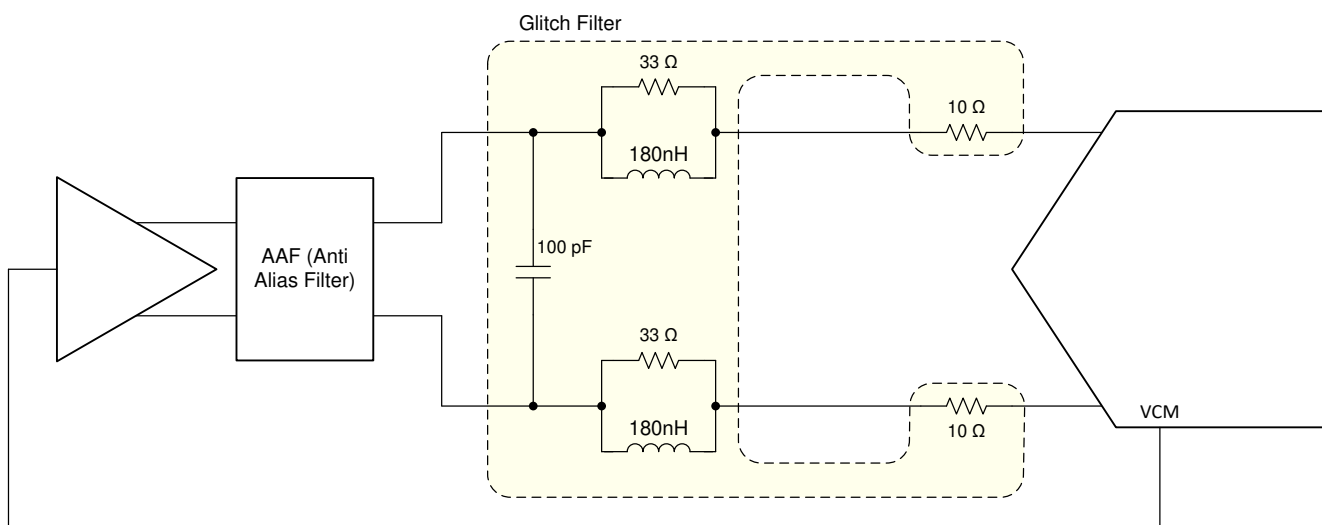 Glitch Filter
33 Ω
10 Ω
180nH
AAF (Anti
Alias Filter)
100 pF
33 Ω
180nH
10 Ω
VCM